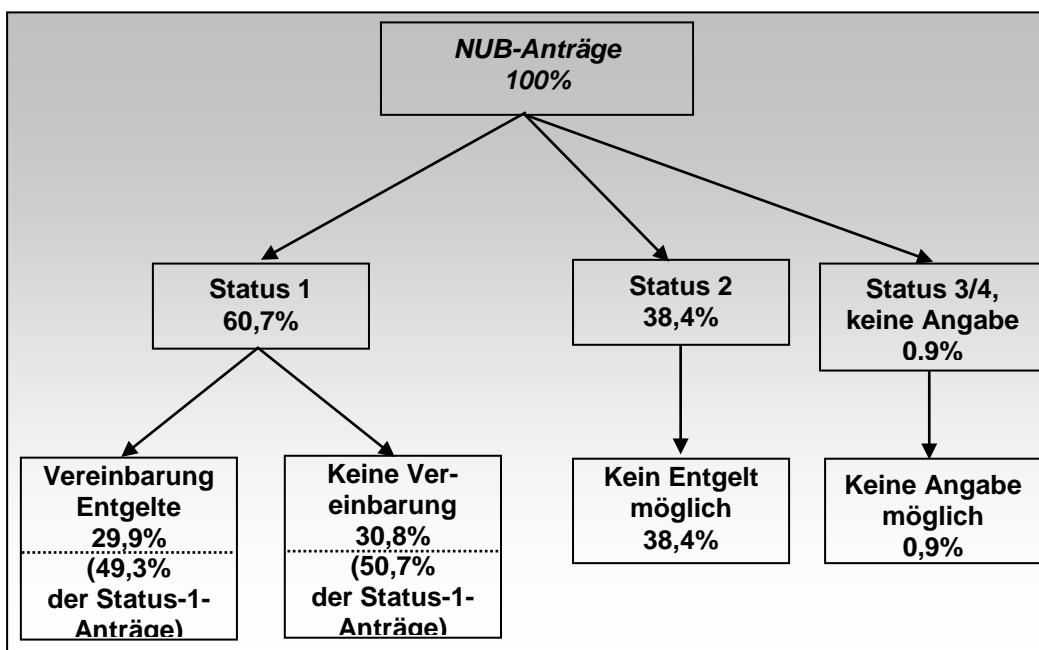 NUB-Anträge
100%
Status 1
60,7%
Status 2
38,4%
Status 3/4,
keine Angabe
0.9%
Vereinbarung
Entgelte
29,9%
(49,3%
der Status-1-
Anträge)
Keine Ver-
einbarung
30,8%
(50,7%
der Status-1-
Anträge)
Kein Entgelt
möglich
38,4%
Keine Angabe
möglich
0,9%